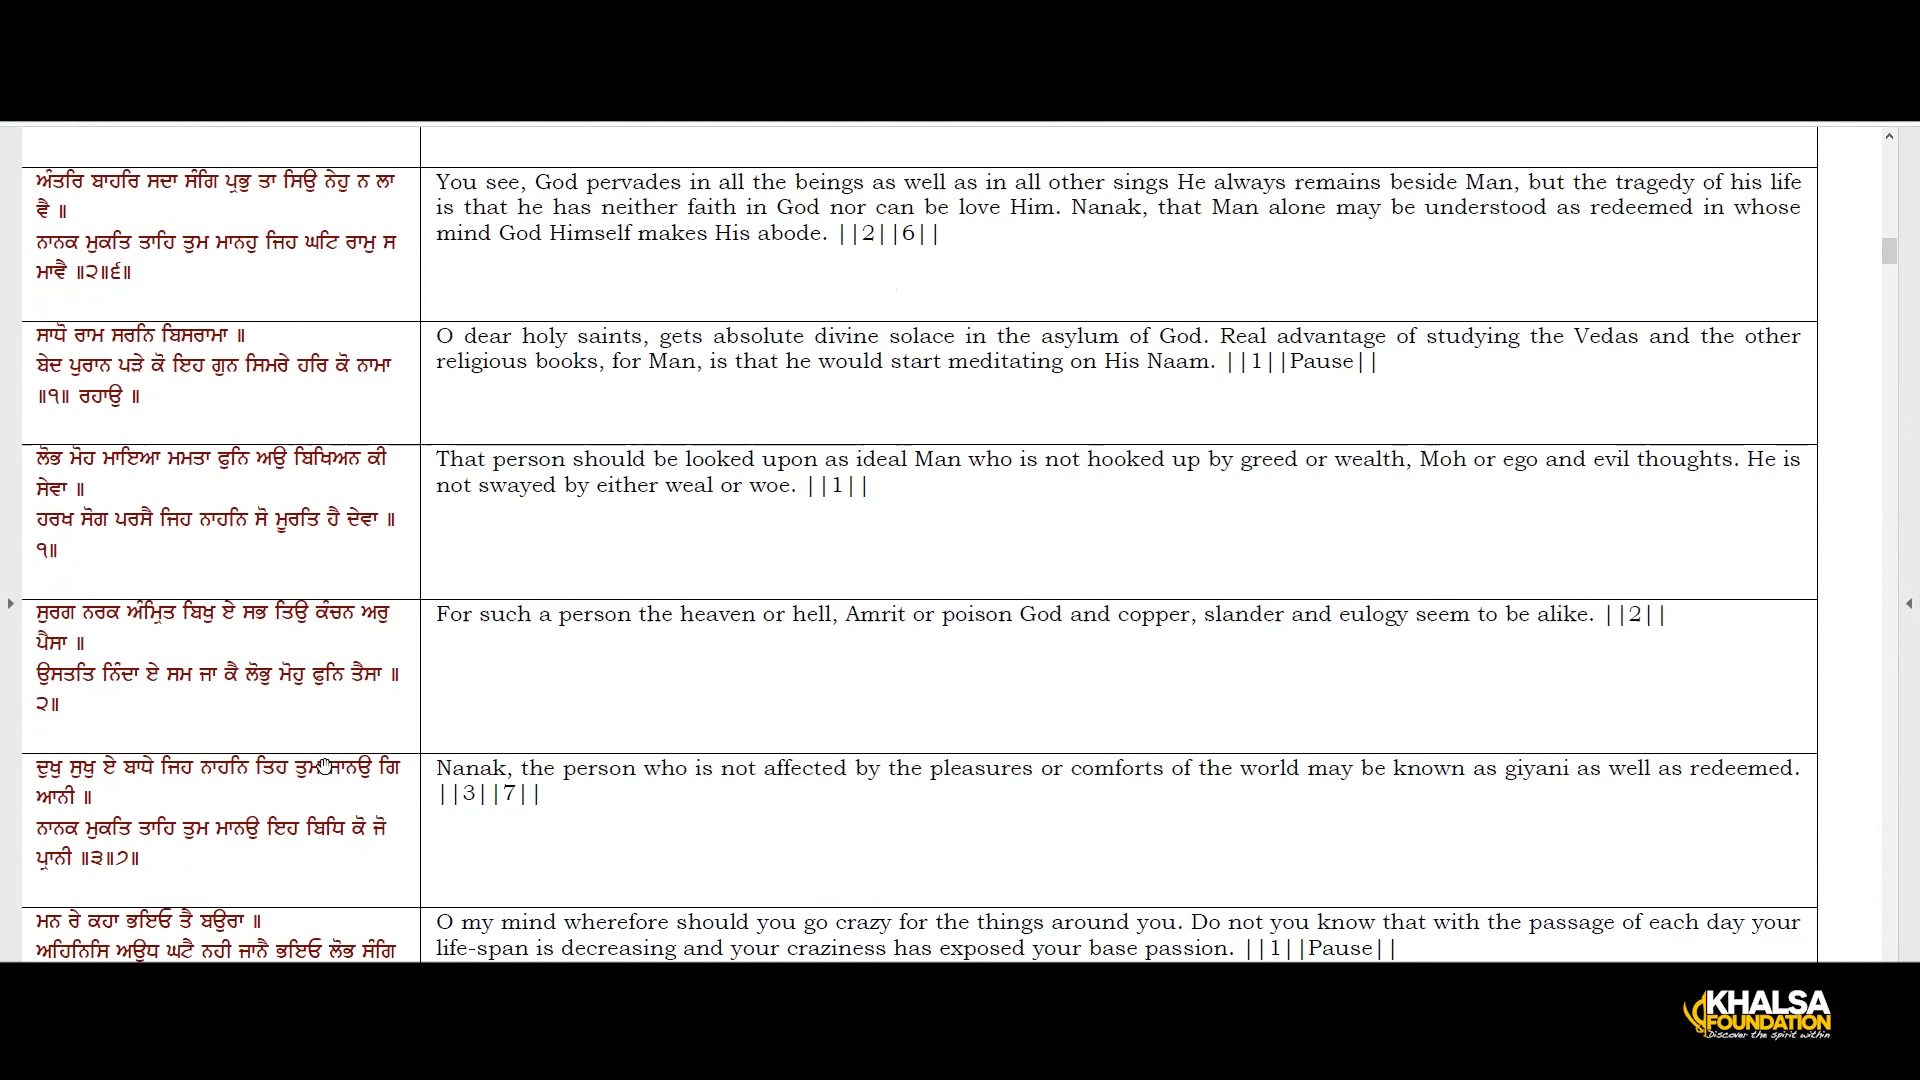 ਅੰਤਰਿ ਬਾਹਰਿ ਸਦਾ ਸੰਗਿ ਪ੍ਰਭੁ ਤਾ ਸਿਉ ਨੇਹੁ ਨ ਲਾ
ਵੈ ॥
ਨਾਨਕ ਮੁਕਤਿ ਤਾਹਿ ਤੁਮ ਮਾਨਹੁ ਜਿਹ ਘਟਿ ਰਾਮੁ ਸ
ਮਾਵੈ ॥੨॥੬॥
You see, God pervades in all the beings as well as in all other sings He always remains beside Man, but the tragedy of his life
is that he has neither faith in God nor can be love Him. Nanak, that Man alone may be understood as redeemed in whose
mind God Himself makes His abode. ||2||6||
ਸਾਧੋ ਰਾਮ ਸਰਨਿ ਬਿਸਰਾਮਾ ॥
ਬੇਦ ਪੁਰਾਨ ਪੜੇ ਕੋ ਇਹ ਗੁਨ ਸਿਮਰੇ ਹਰਿ ਕੋ ਨਾਮਾ
॥੧॥ ਰਹਾਉ ॥
O dear holy saints, gets absolute divine solace in the asylum of God. Real advantage of studying the Vedas and the other
religious books, for Man, is that he would start meditating on His Naam. ||1||Pause||
ਲੋਭ ਮੋਹ ਮਾਇਆ ਮਮਤਾ ਫੁਨਿ ਅਉ ਬਿਖਿਅਨ ਕੀ
ਸੇਵਾ ॥
ਹਰਖ ਸੋਗ ਪਰਸੈ ਜਿਹ ਨਾਹਨਿ ਸੋ ਮੂਰਤਿ ਹੈ ਦੇਵਾ ॥
੧॥
That person should be looked upon as ideal Man who is not hooked up by greed or wealth, Moh or ego and evil thoughts. He is
not swayed by either weal or woe. ||1||
ਸੁਰਗ ਨਰਕ ਅੰਮ੍ਰਿਤ ਬਿਖੁ ਏ ਸਭ ਤਿਉ ਕੰਚਨ ਅਰੁ
ਪੈਸਾ ॥
ਉਸਤਤਿ ਨਿੰਦਾ ਏ ਸਮ ਜਾ ਕੈ ਲੋਭੁ ਮੋਹੁ ਫੁਨਿ ਤੈਸਾ ॥
੨॥
For such a person the heaven or hell, Amrit or poison God and copper, slander and eulogy seem to be alike. ||2||
ਦੁਖੁ ਸੁਖੁ ਏ ਬਾਧੇ ਜਿਹ ਨਾਹਨਿ ਤਿਹ ਤੁਮ ਜਾਨਉ ਗਿ
ਆਨੀ ॥
ਨਾਨਕ ਮੁਕਤਿ ਤਾਹਿ ਤੁਮ ਮਾਨਉ ਇਹ ਬਿਧਿ ਕੋ ਜੋ
ਪ੍ਰਾਨੀ ॥੩॥੭॥
Nanak, the person who is not affected by the pleasures or comforts of the world may be known as giyani as well as redeemed.
||3||7||
ਮਨ ਰੇ ਕਹਾ ਭਇਓ ਤੈ ਬਉਰਾ ॥
ਅਹਿਨਿਸਿ ਅਉਧ ਘਟੈ ਨਹੀ ਜਾਨੈ ਭਇਓ ਲੋਭ ਸੰਗਿ
O my mind wherefore should you go crazy for the things around you. Do not you know that with the passage of each day your
life-span is decreasing and your craziness has exposed your base passion. ||1||Pause||
KHALSA
FOUNDATION
Discover the spirit within